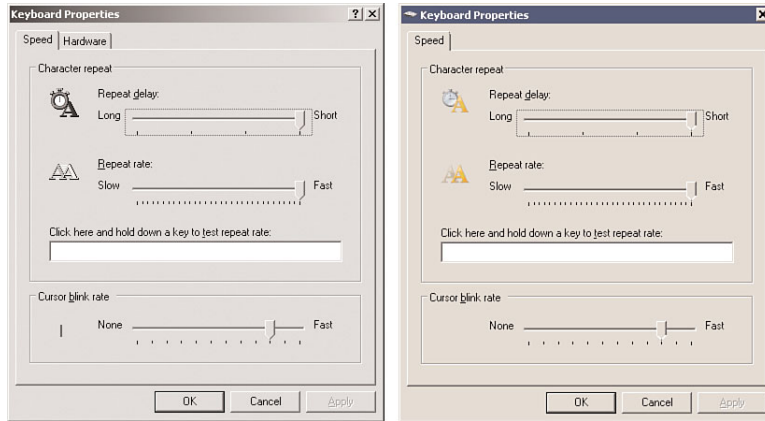 Keyboard Properties
Speed Hardware
Character repeat
Repeat delay:
Long Short
Repeat rate:
Slow Fast
Click here and hold down a key to test repeat rate:
Cursor blink rate
None Fast
OK Cancel Apply
Keyboard Properties
Speed
Character repeat
Repeat delay:
Long Short
Repeat rate:
Slow Fast
Click here and hold down a key to test repeat rate:
Cursor blink rate
None Fast
OK Cancel Apply